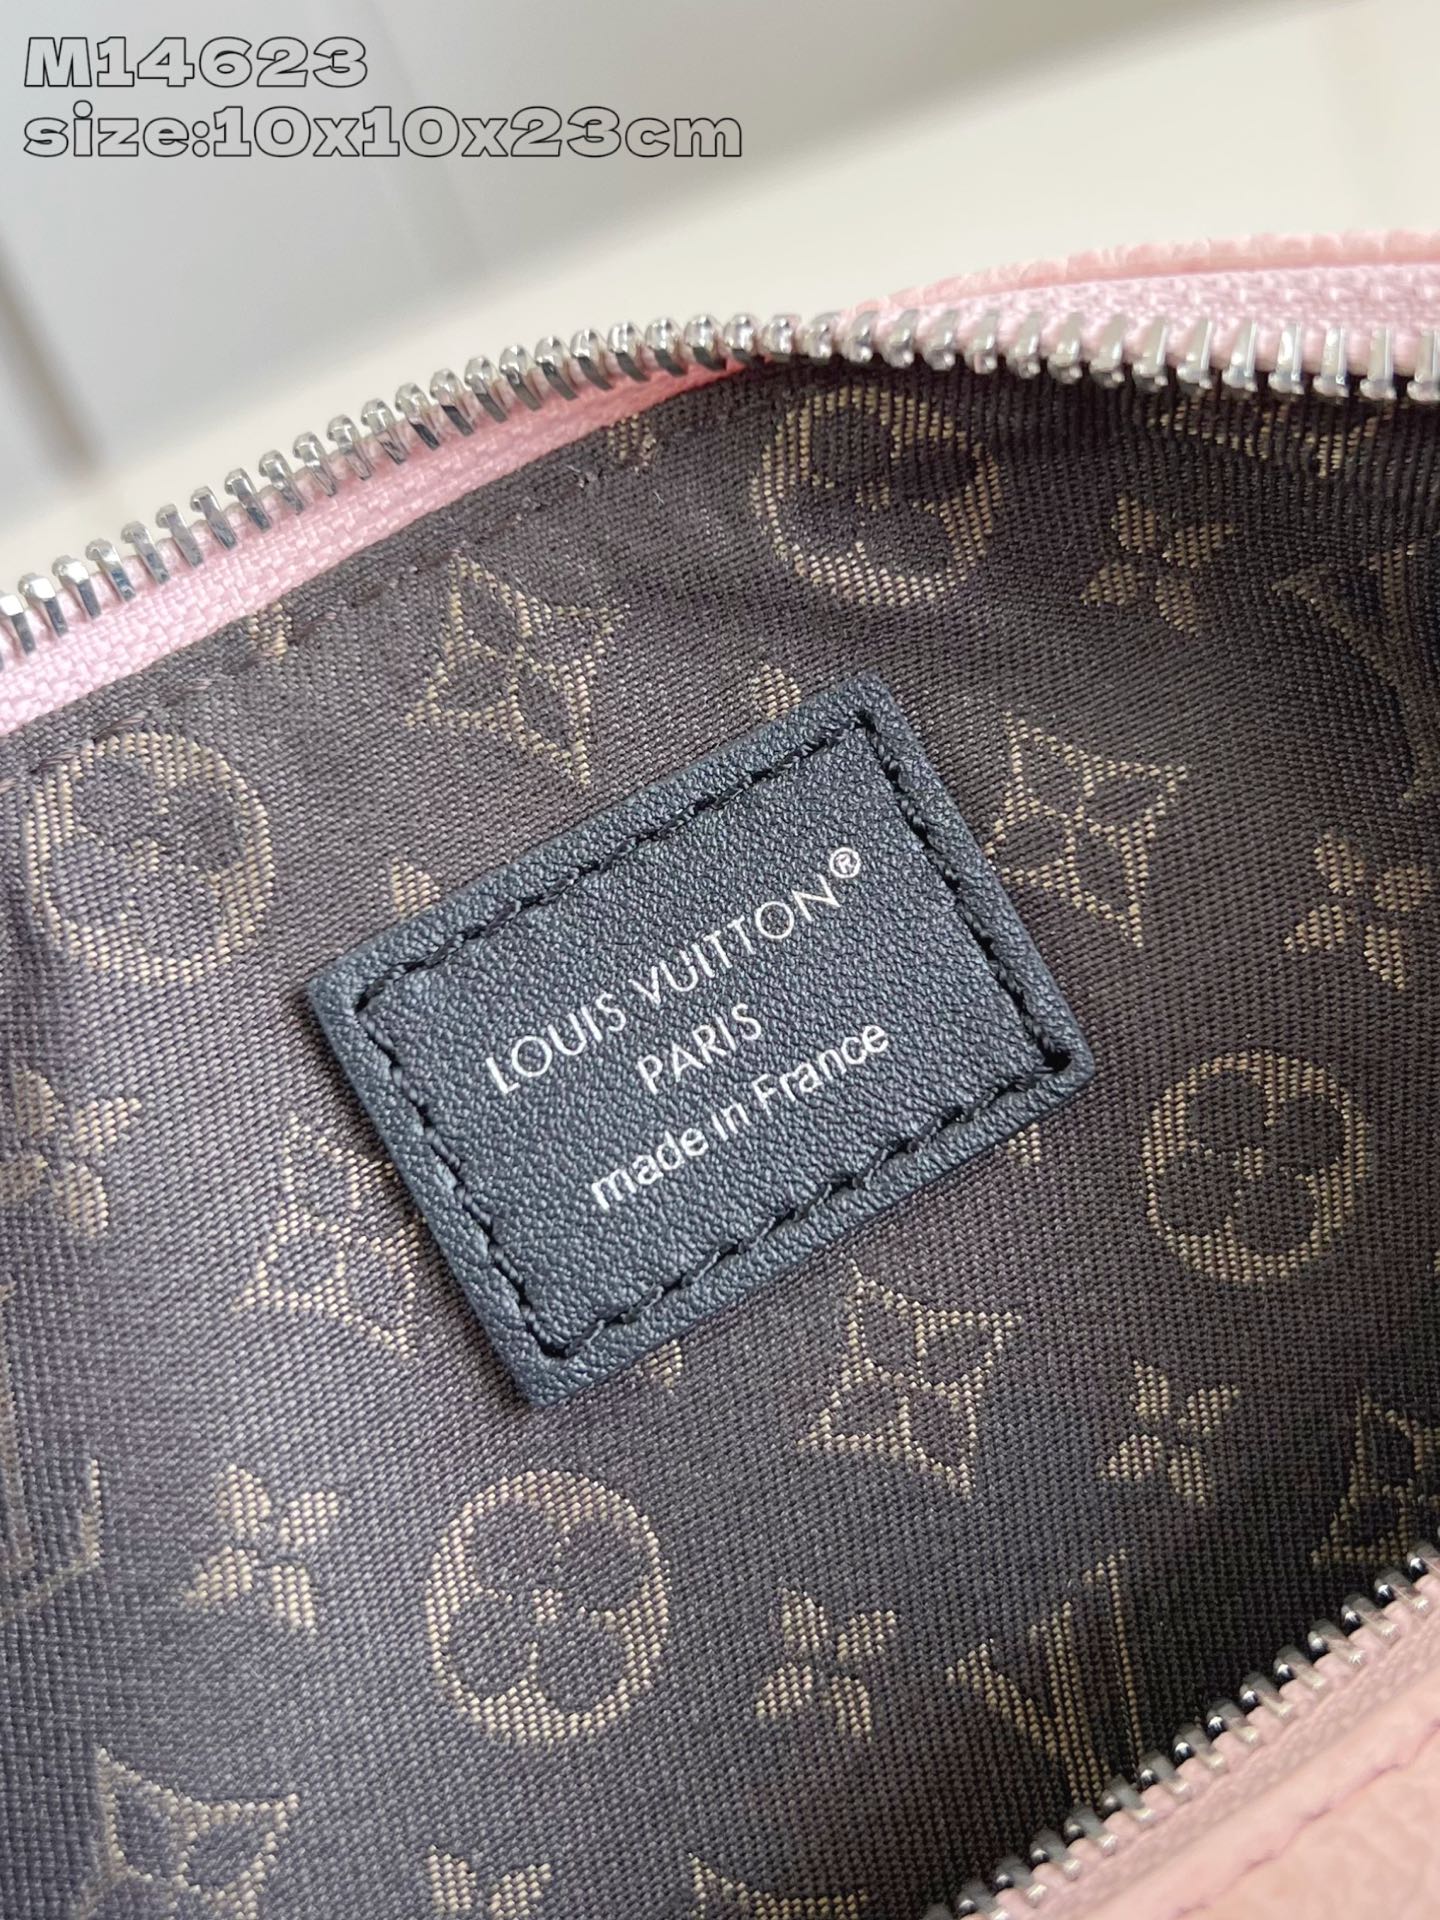 M14623
size:10x10x23cm
LOUIS VUITTON®
PARIS
made in France